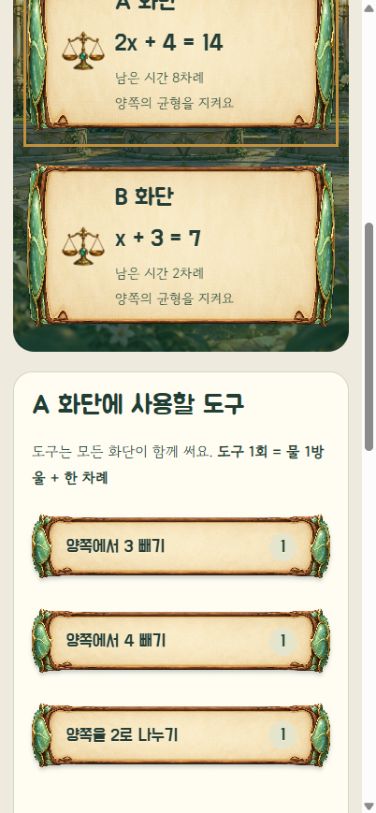 A 화단
2x + 4 = 14
남은 시간 8차례
양쪽의 균형을 지켜요
B 화단
x + 3 = 7
남은 시간 2차례
양쪽의 균형을 지켜요
A 화단에 사용할 도구
도구는 모든 화단이 함께 써요. 도구 1회 = 물 1방
울 + 한 차례
양쪽에서 3 빼기 1
양쪽에서 4 빼기 1
양쪽을 2로 나누기 1